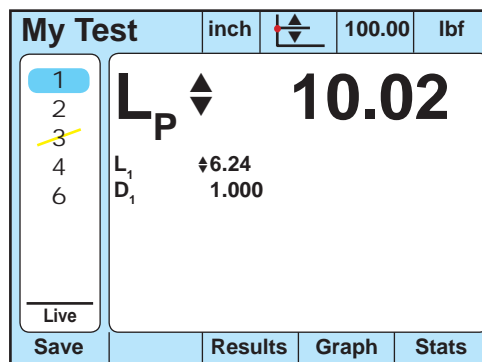 My Test inch 100.00 lbf
1
2
3
4
6
Live
LP 10.02
L1 6.24
D1 1.000
Save Results Graph Stats